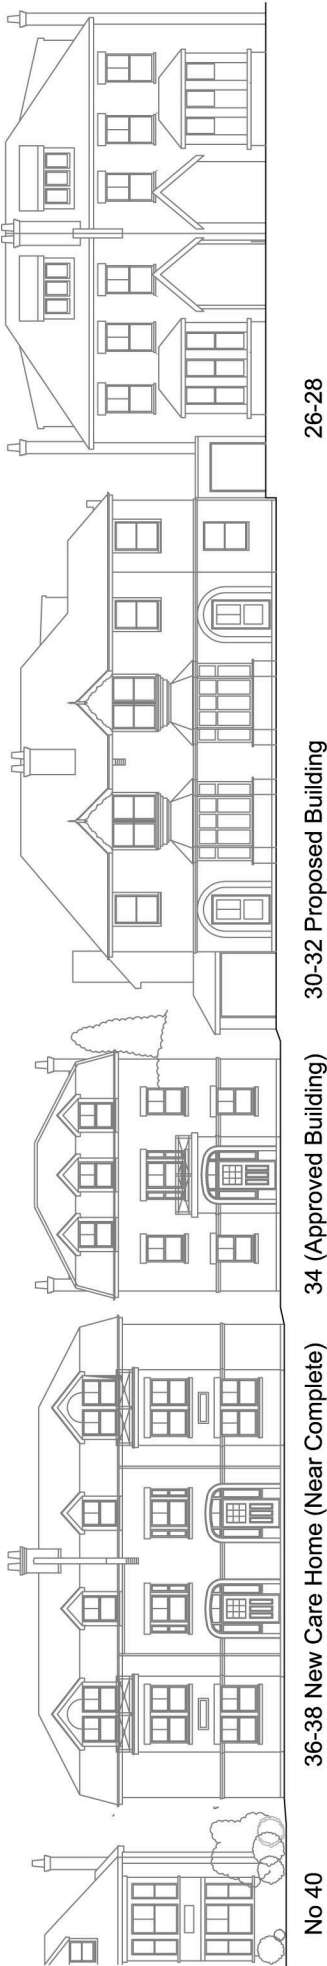 No 40
36-38 New Care Home (Near Complete)
34 (Approved Building)
30-32 Proposed Building
26-28